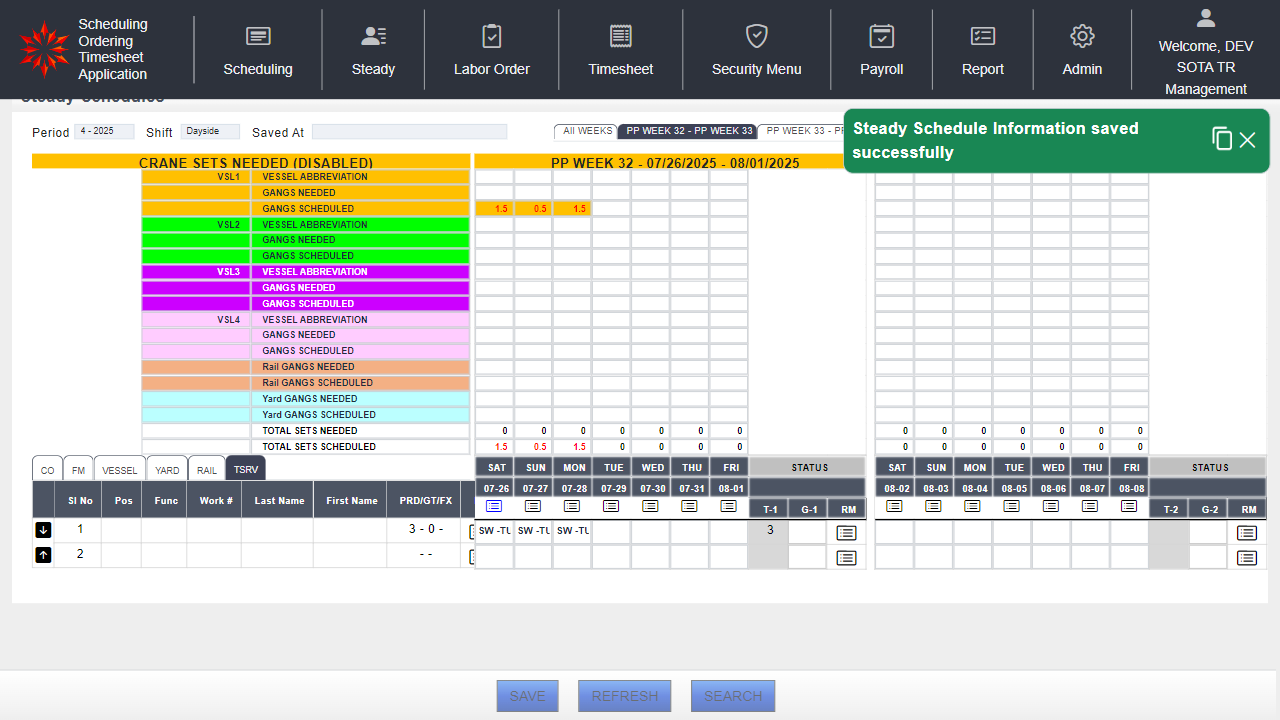 Scheduling
Ordering
Timesheet
Application
Scheduling
Steady
Labor Order
Timesheet
Security Menu
Payroll
Report
Admin
Welcome, DEV
SOTA TR
Management
Steady Schedules
Period 4 - 2025 Shift Dayside Saved At
All WEEKS PP WEEK 32 - PP WEEK 33 PP WEEK 33 -
Steady Schedule Information saved
successfully
CRANE SETS NEEDED (DISABLED) PP WEEK 32 - 07/26/2025 - 08/01/2025
VSL1 VESSEL ABBREVIATION
GANGS NEEDED
GANGS SCHEDULED 1.5 0.5 1.5
VSL2 VESSEL ABBREVIATION
GANGS NEEDED
GANGS SCHEDULED
VSL3 VESSEL ABBREVIATION
GANGS NEEDED
GANGS SCHEDULED
VSL4 VESSEL ABBREVIATION
GANGS NEEDED
GANGS SCHEDULED
Rail GANGS NEEDED
Rail GANGS SCHEDULED
Yard GANGS NEEDED
Yard GANGS SCHEDULED
TOTAL SETS NEEDED 0 0 0 0 0 0 0 0 0 0 0 0 0 0
TOTAL SETS SCHEDULED 1.5 0.5 1.5 0 0 0 0 0 0 0 0 0 0 0
CO FM VESSEL YARD RAIL TSRV SAT SUN MON TUE WED THU FRI STATUS SAT SUN MON TUE WED THU FRI STATUS
07-26 07-27 07-28 07-29 07-30 07-31 08-01 08-02 08-03 08-04 08-05 08-06 08-07 08-08
SI No Pos Func Work # Last Name First Name PRD/GT/FX T-1 G-1 RM T-2 G-2 RM
1 3 - 0 - SW -TU SW -TU SW -TU 3
2 - -
SAVE REFRESH SEARCH